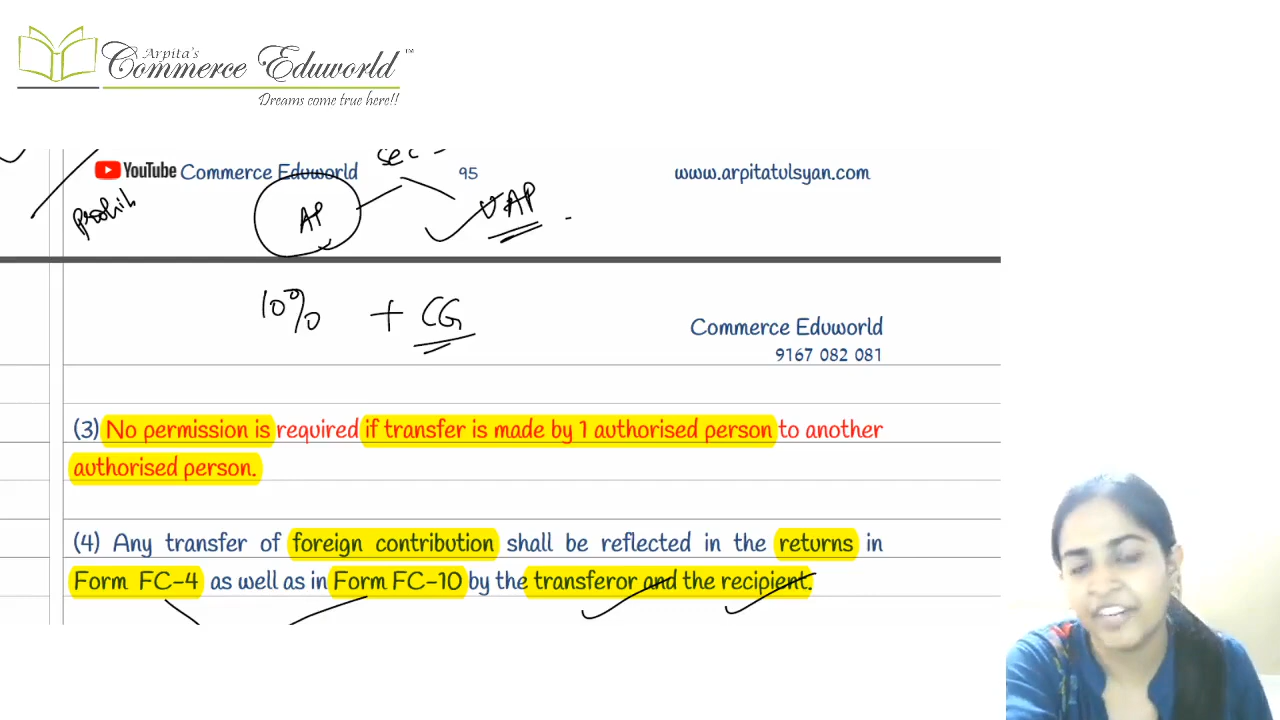 Arpita's
Commerce Eduworld™
Dreams come true here!!
sec -
YouTube Commerce Eduworld 95 www.arpitatulsyan.com
prohib
AP
UAP
10% + CG
Commerce Eduworld
9167 082 081
(3) No permission is required if transfer is made by 1 authorised person to another
authorised person.
(4) Any transfer of foreign contribution shall be reflected in the returns in
Form FC-4 as well as in Form FC-10 by the transferor and the recipient.